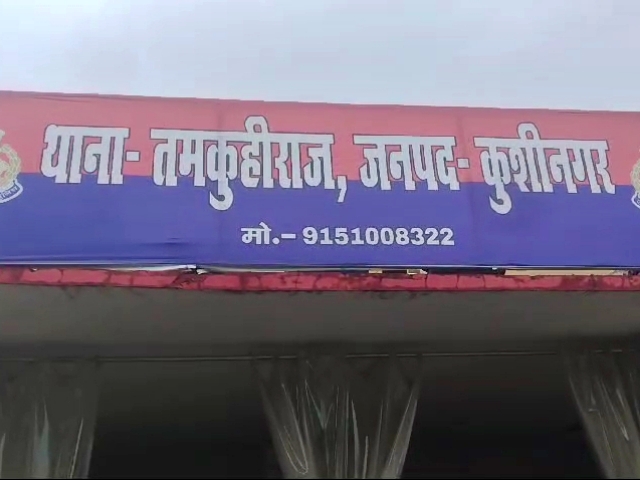 थाना- तमकुहीराज, जनपद- कुशीनगर
मो.– 9151008322